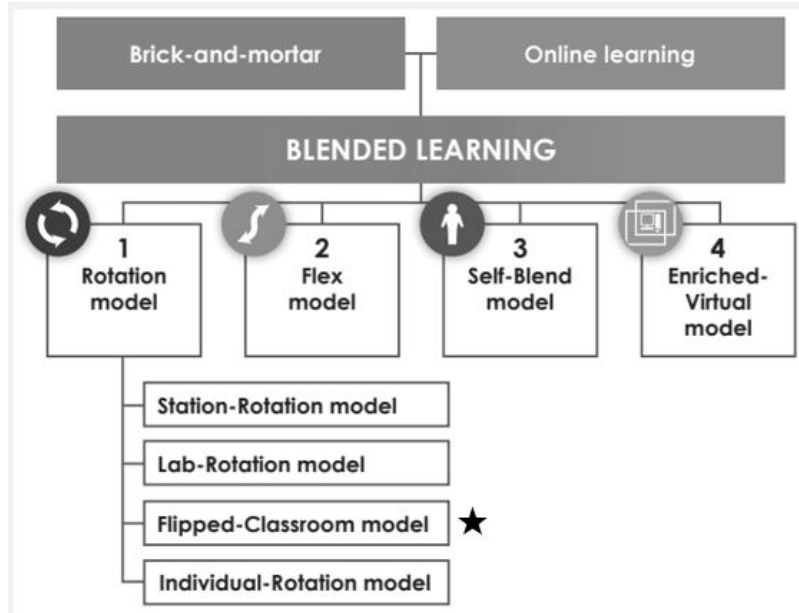 Brick-and-mortar
Online learning
BLENDED LEARNING
1
Rotation
model
2
Flex
model
3
Self-Blend
model
4
Enriched-
Virtual
model
Station-Rotation model
Lab-Rotation model
Flipped-Classroom model
Individual-Rotation model